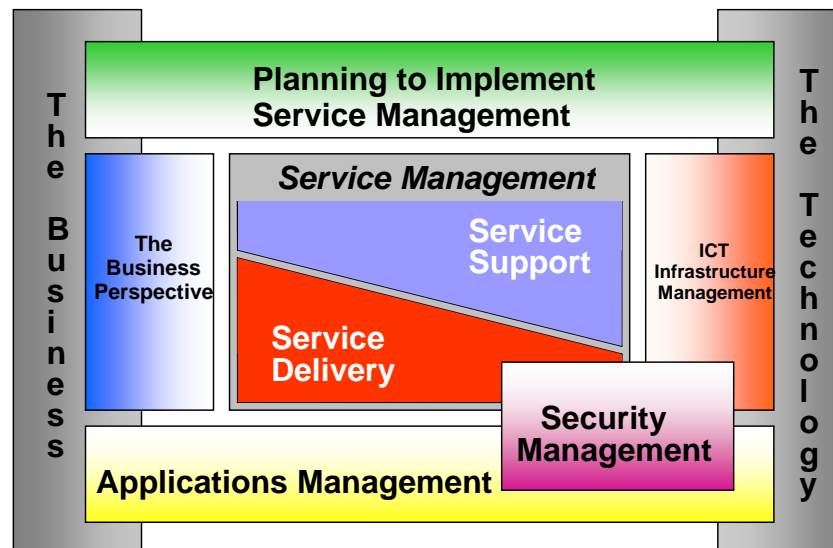 The Business
Planning to Implement
Service Management
The Technology
Service Management
The
Business
Perspective
Service
Support
Service
Delivery
ICT
Infrastructure
Management
Security
Management
Applications Management